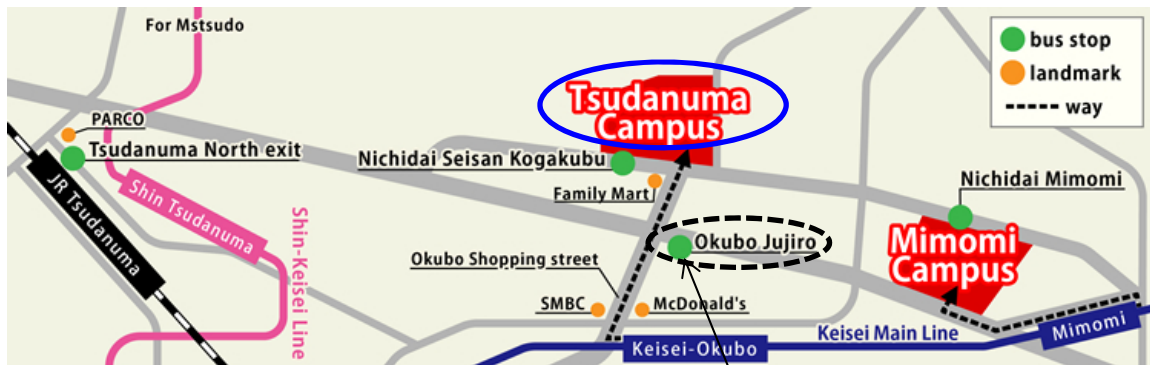 For Mstsudo
PARCO
Tsudanuma North exit
JR Tsudanuma
Shin Tsudanuma
Shin-Keisei Line
Tsudanuma
Campus
Nichidai Seisan Kogakubu
Family Mart
Okubo Jujiro
Okubo Shopping street
SMBC
McDonald's
Keisei-Okubo
Keisei Main Line
Mimomi
Nichidai Mimomi
Mimomi
Campus
bus stop
landmark
way